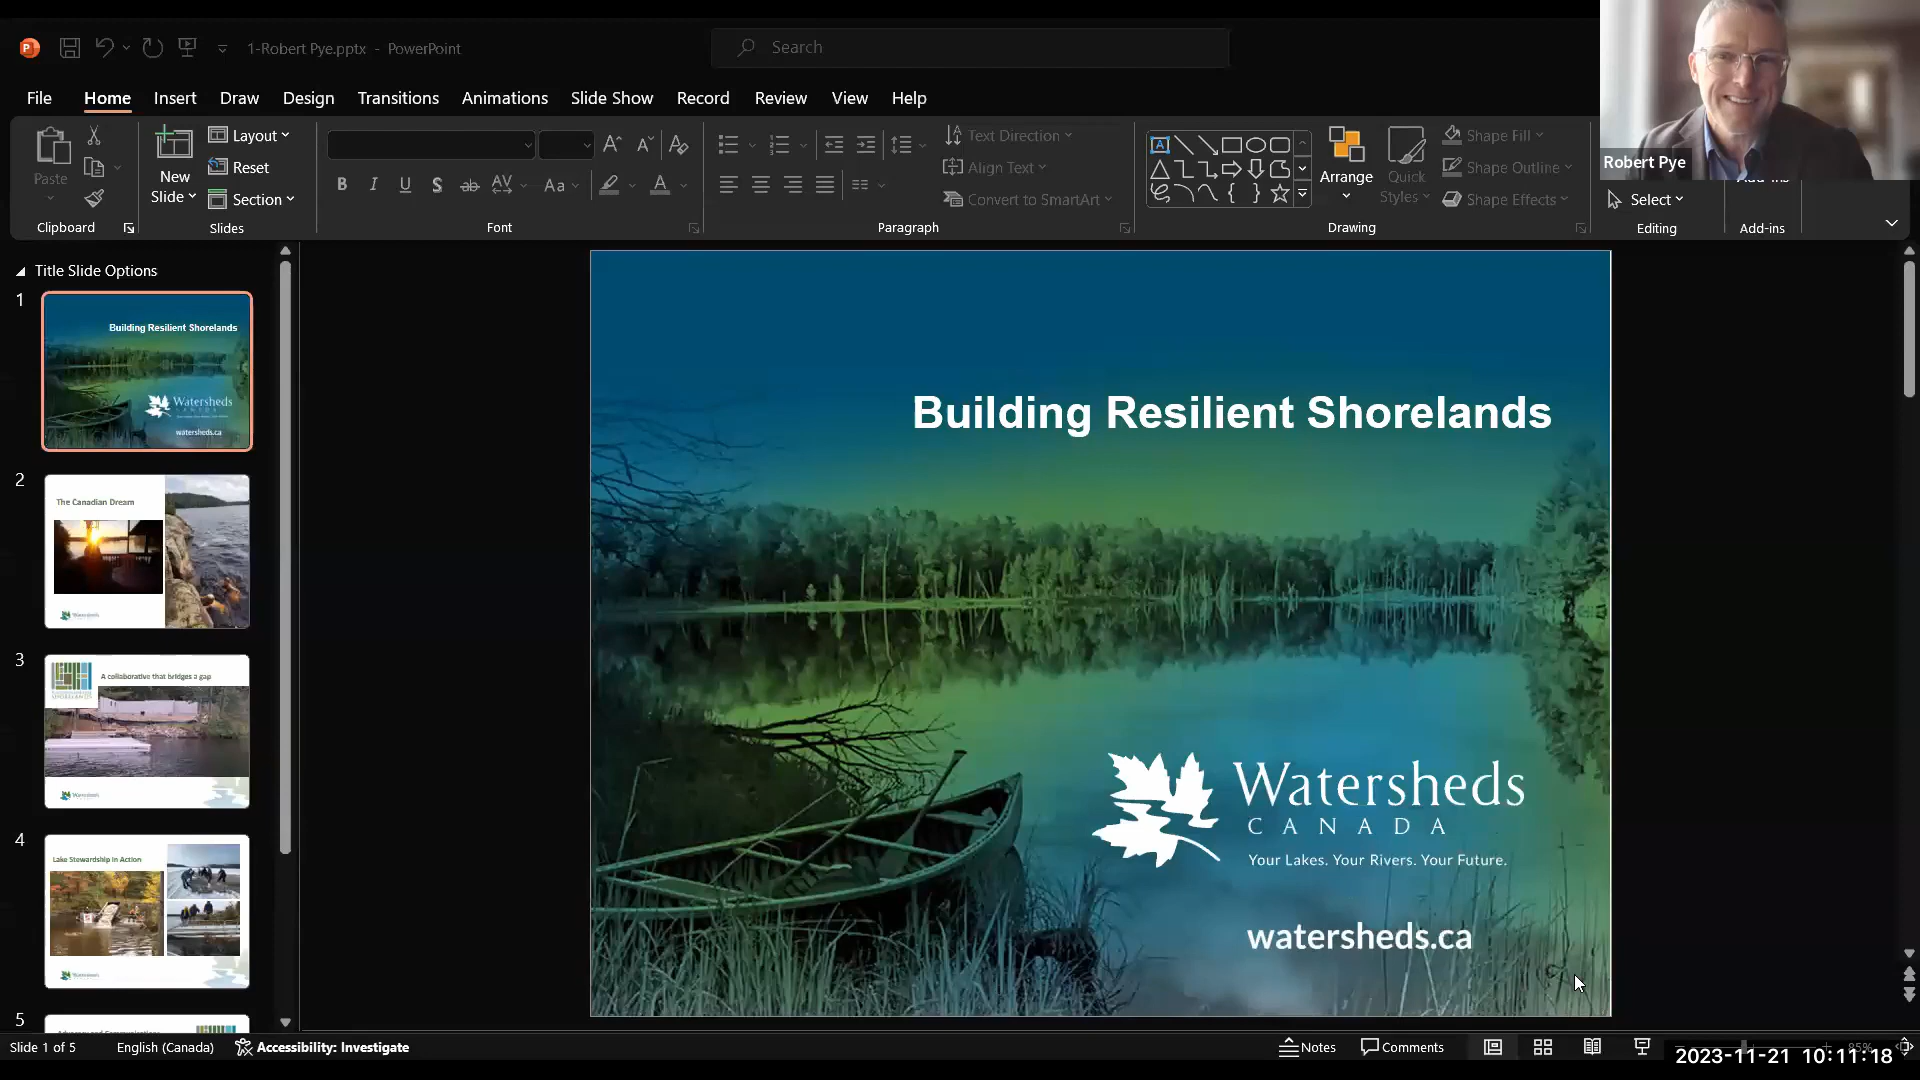 1-Robert Pye.pptx - PowerPoint
Search
File Home Insert Draw Design Transitions Animations Slide Show Record Review View Help
Robert Pye
Paste
New
Slide
Layout
Reset
Section
Text Direction
Align Text
Convert to SmartArt
Arrange
Quick
Styles
Shape Fill
Shape Outline
Shape Effects
Select
Clipboard
Slides
Font
Paragraph
Drawing
Editing
Add-ins
Title Slide Options
1
Building Resilient Shorelands
Watersheds
CANADA
watersheds.ca
2
The Canadian Dream
Watersheds
3
A collaborative that bridges a gap
Watersheds
4
Lake Stewardship in Action
Watersheds
5
Building Resilient Shorelands
Watersheds
CANADA
Your Lakes. Your Rivers. Your Future.
watersheds.ca
Slide 1 of 5
English (Canada)
Accessibility: Investigate
Notes
Comments
85%
2023-11-21 10:11:18